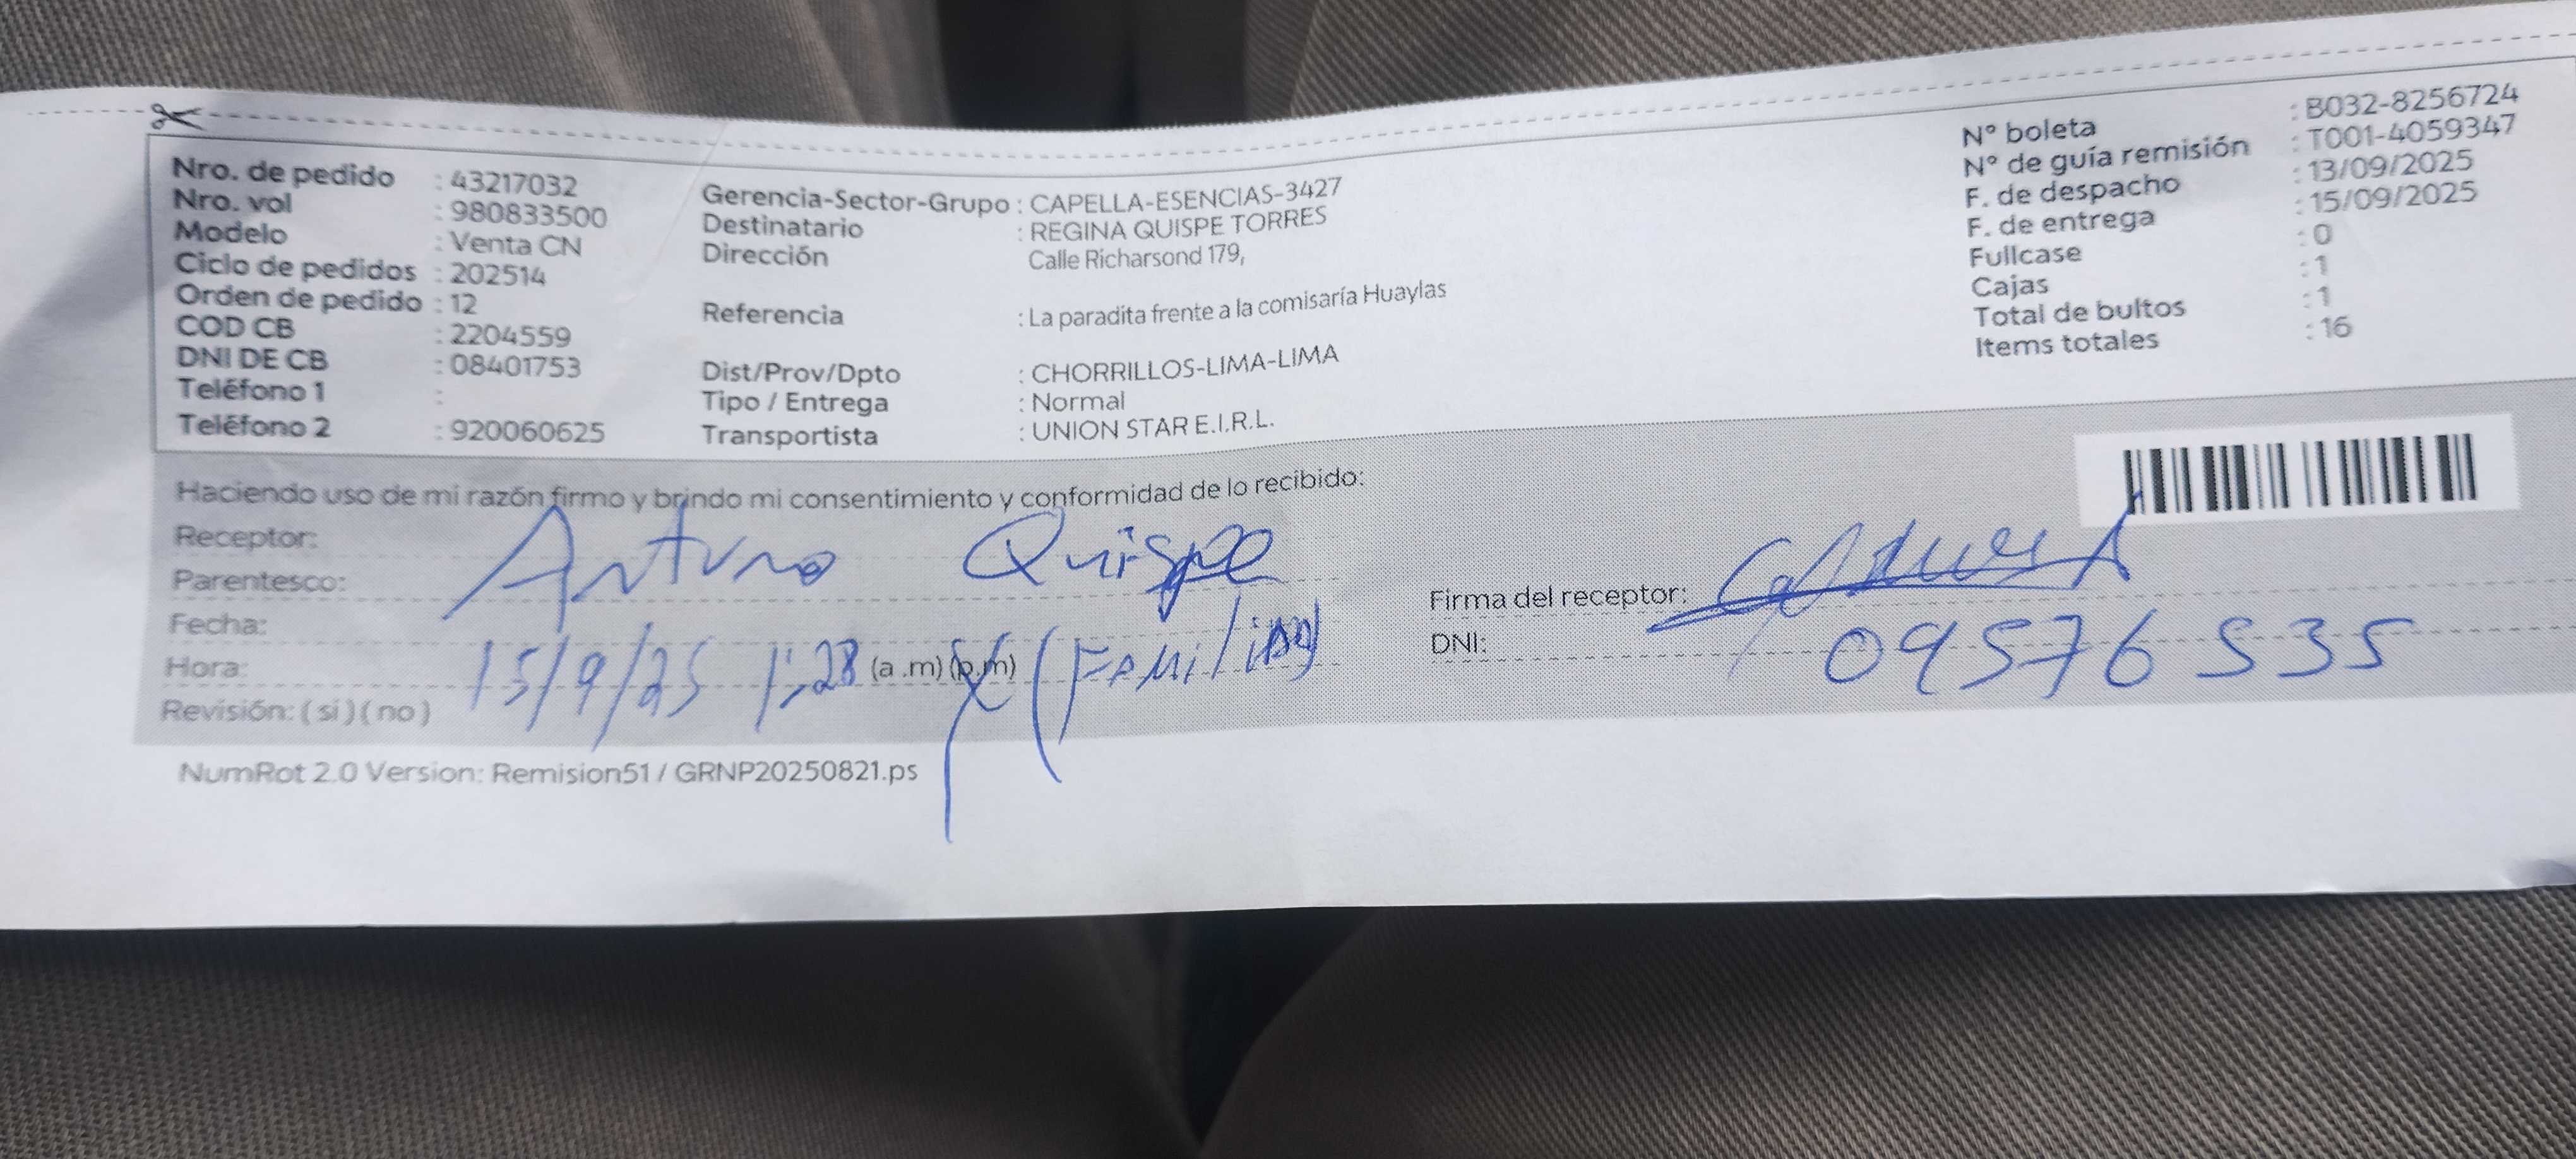 Nro. de pedido : 43217032
Nro. vol : 980833500
Modelo : Venta CN
Ciclo de pedidos : 202514
Orden de pedido : 12
COD CB : 2204559
DNI DE CB : 08401753
Teléfono 1 :
Teléfono 2 : 920060625
Gerencia-Sector-Grupo : CAPELLA-ESENCIAS-3427
Destinatario : REGINA QUISPE TORRES
Dirección Calle Richarsond 179,
Referencia : La paradita frente a la comisaría Huaylas
Dist/Prov/Dpto : CHORRILLOS-LIMA-LIMA
Tipo / Entrega : Normal
Transportista : UNION STAR E.I.R.L.
N° boleta : B032-8256724
N° de guía remisión : T001-4059347
F. de despacho : 13/09/2025
F. de entrega : 15/09/2025
Fullcase : 0
Cajas : 1
Total de bultos : 1
Items totales : 16
Haciendo uso de mi razón firmo y brindo mi consentimiento y conformidad de lo recibido:
Receptor: Arturo Quispe
Parentesco:
Fecha:
Hora: 15/9/25 1:28 (a.m) (p.m)
Revisión: ( si ) ( no )
Firma del receptor:
DNI: 09576535
NumRot 2.0 Version: Remision51 / GRNP20250821.ps